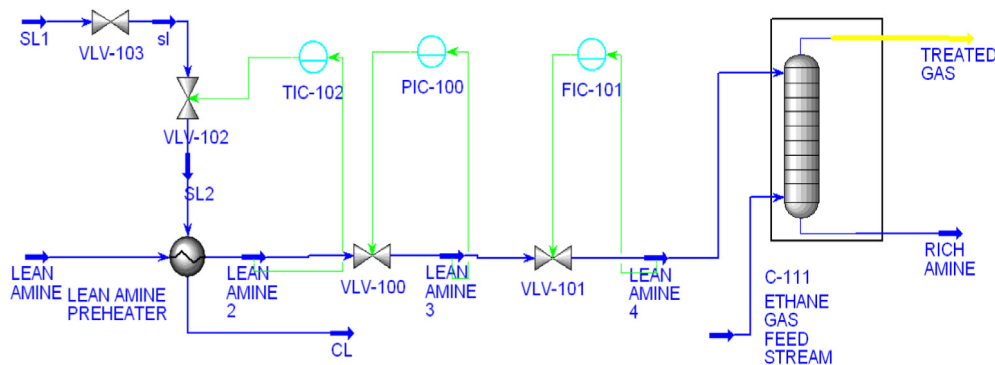 SL1
sl
VLV-103
TREATED
GAS
TIC-102
PIC-100
FIC-101
VLV-102
SL2
LEAN
AMINE
LEAN AMINE
PREHEATER
LEAN
AMINE
2
VLV-100
LEAN
AMINE
3
VLV-101
LEAN
AMINE
4
RICH
AMINE
C-111
ETHANE
GAS
FEED
STREAM
CL